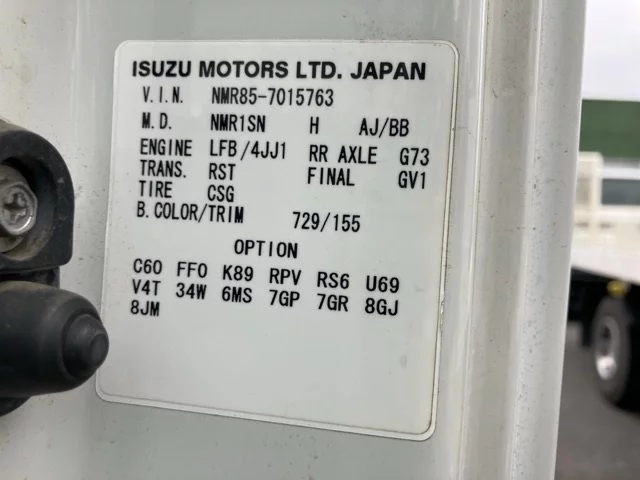 ISUZU MOTORS LTD. JAPAN
V.I.N. NMR85-7015763
M.D. NMR1SN H AJ/BB
ENGINE LFB/4JJ1 RR AXLE G73
TRANS. RST FINAL GV1
TIRE CSG
B.COLOR/TRIM 729/155
OPTION
C60 FF0 K89 RPV RS6 U69
V4T 34W 6MS 7GP 7GR 8GJ
8JM